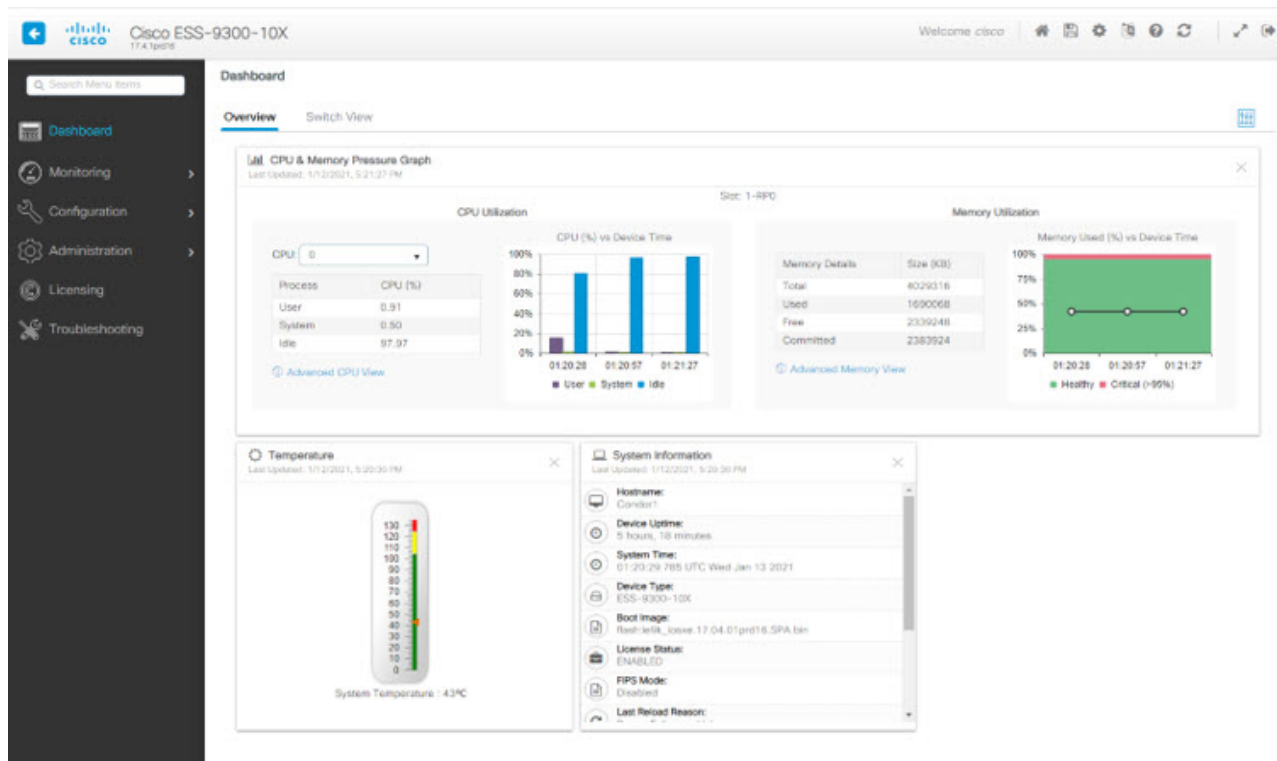 cisco
Cisco ESS-9300-10X
17.4.1prd16
Welcome cisco
Search Menu Items
Dashboard
Monitoring
Configuration
Administration
Licensing
Troubleshooting
Dashboard
Overview Switch View
CPU & Memory Pressure Graph
Last Updated: 1/12/2021, 5:21:27 PM
Slot: 1-RP0
CPU Utilization
CPU: 0
Process CPU (%)
User 0.91
System 0.50
Idle 97.97
Advanced CPU View
CPU (%) vs Device Time
100%
80%
60%
40%
20%
0%
01:20:28 01:20:57 01:21:27
User System Idle
Memory Utilization
Memory Details Size (KB)
Total 4029316
Used 1690068
Free 2339248
Committed 2383924
Advanced Memory View
Memory Used (%) vs Device Time
100%
75%
50%
25%
0%
01:20:28 01:20:57 01:21:27
Healthy Critical (>95%)
Temperature
Last Updated: 1/12/2021, 5:20:30 PM
130
120
110
100
90
80
70
60
50
40
30
20
10
0
System Temperature : 43ºC
System Information
Last Updated: 1/12/2021, 5:20:30 PM
Hostname:
Condor1
Device Uptime:
5 hours, 18 minutes
System Time:
01:20:29.785 UTC Wed Jan 13 2021
Device Type:
ESS-9300-10X
Boot Image:
License Status:
ENABLED
FIPS Mode:
Disabled
Last Reload Reason: